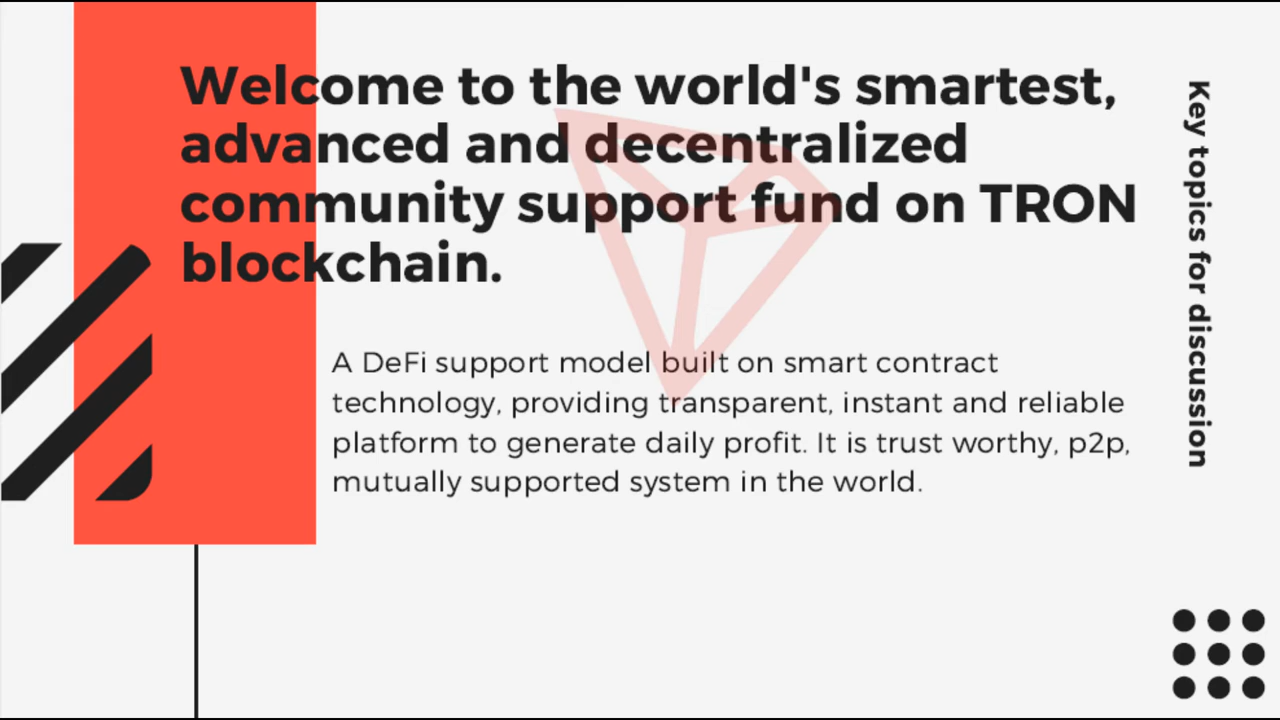 Welcome to the world's smartest,
advanced and decentralized
community support fund on TRON
blockchain.
A DeFi support model built on smart contract
technology, providing transparent, instant and reliable
platform to generate daily profit. It is trust worthy, p2p,
mutually supported system in the world.
Key topics for discussion